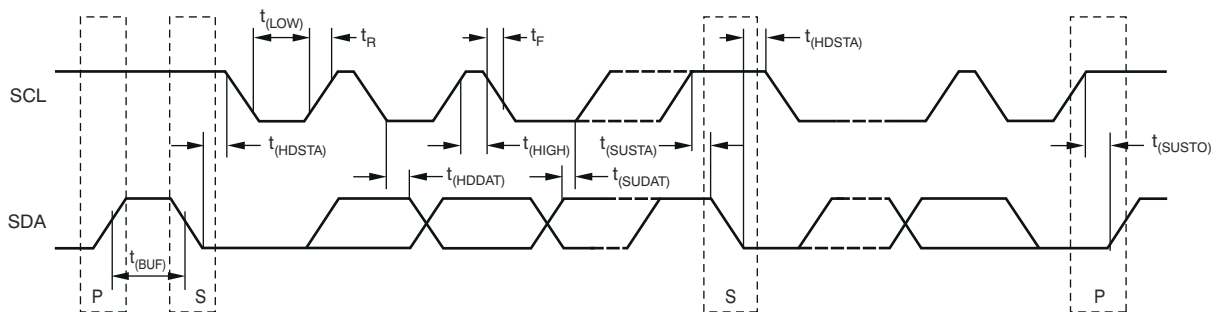 t(LOW)
tR
tF
t(HDSTA)
SCL
t(HDSTA)
t(HIGH)
t(SUSTA)
t(SUSTO)
t(HDDAT)
t(SUDAT)
SDA
t(BUF)
P
S
S
P